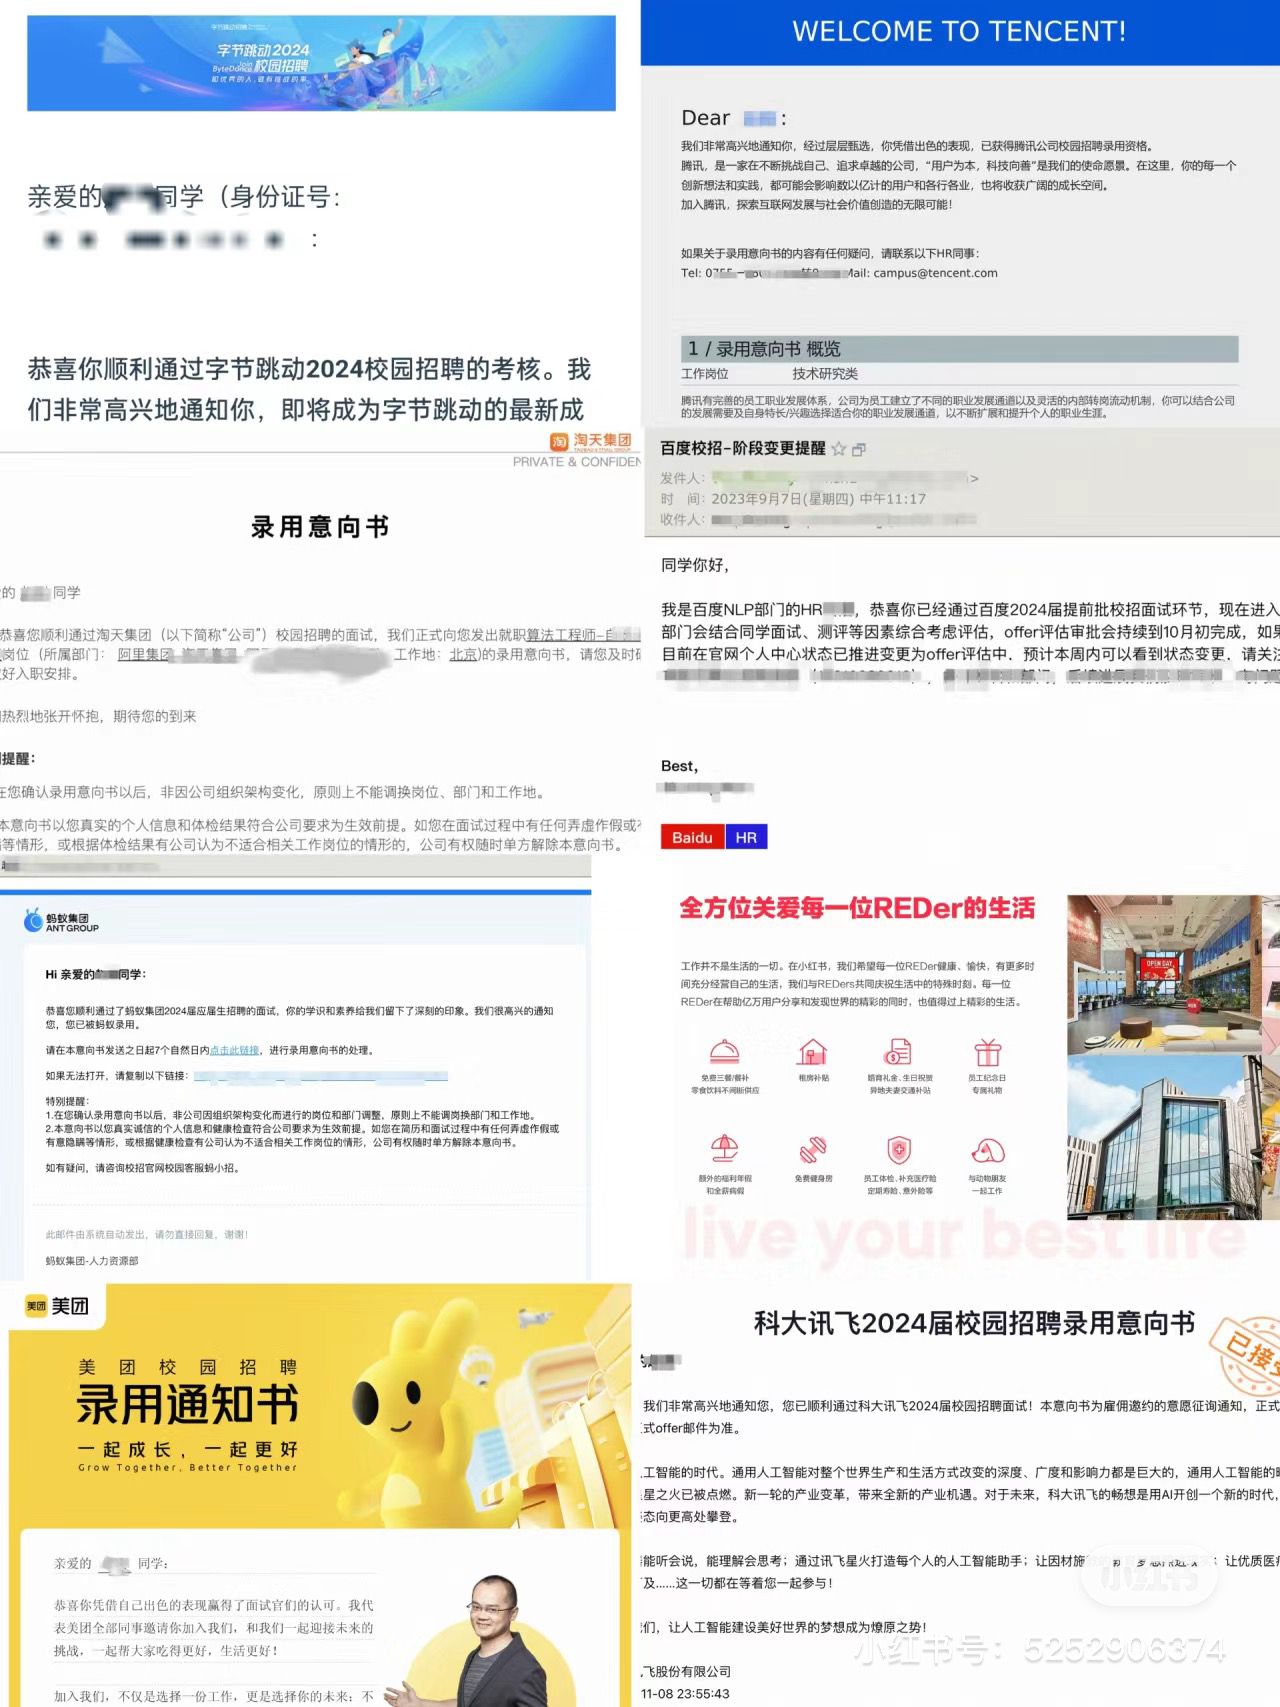 字节跳动2024
ByteDance 校园招聘
和优秀的人,做有挑战的事
亲爱的 同学（身份证号：
：
恭喜你顺利通过字节跳动2024校园招聘的考核。我
们非常高兴地通知你，即将成为字节跳动的最新成
WELCOME TO TENCENT!
Dear :
我们非常高兴地通知你，经过层层甄选，你凭借出色的表现，已获得腾讯公司校园招聘录用资格。
腾讯，是一家在不断挑战自己、追求卓越的公司，“用户为本，科技向善”是我们的使命愿景。在这里，你的每一个
创新想法和实践，都可能会影响数以亿计的用户和各行各业，也将收获广阔的成长空间。
加入腾讯，探索互联网发展与社会价值创造的无限可能！
如果关于录用意向书的内容有任何疑问，请联系以下HR同事：
Tel: Mail: campus@tencent.com
1 / 录用意向书 概览
工作岗位 技术研究类
腾讯有完善的员工职业发展体系，公司为员工建立了不同的职业发展通道以及灵活的内部转岗流动机制，你可以结合公司
的发展需要及自身特长/兴趣选择适合你的职业发展通道，以不断扩展和提升个人的职业生涯。
淘 淘天集团
TAOBAO & TMALL GROUP
PRIVATE & CONFIDEN
录用意向书
的 同学
恭喜您顺利通过淘天集团（以下简称“公司”）校园招聘的面试，我们正式向您发出就职算法工程师-自
岗位（所属部门： 阿里集团 工作地：北京)的录用意向书，请您及时确
好入职安排。
热烈地张开怀抱，期待您的到来
提醒：
在您确认录用意向书以后，非因公司组织架构变化，原则上不能调换岗位、部门和工作地。
本意向书以您真实的个人信息和体检结果符合公司要求为生效前提。如您在面试过程中有任何弄虚作假或
等情形，或根据体检结果有公司认为不适合相关工作岗位的情形的，公司有权随时单方解除本意向书。
百度校招-阶段变更提醒
发件人： >
时 间：2023年9月7日(星期四) 中午11:17
收件人：
同学你好，
我是百度NLP部门的HR ，恭喜你已经通过百度2024届提前批校招面试环节，现在进入
部门会结合同学面试、测评等因素综合考虑评估，offer评估审批会持续到10月初完成，如果
目前在官网个人中心状态已推进变更为offer评估中，预计本周内可以看到状态变更，请关注
Best,
Baidu HR
蚂蚁集团
ANT GROUP
Hi 亲爱的 同学：
恭喜您顺利通过了蚂蚁集团2024届应届生招聘的面试，你的学识和素养给我们留下了深刻的印象。我们很高兴的通知
您，您已被蚂蚁录用。
请在本意向书发送之日起7个自然日内点击此链接，进行录用意向书的处理。
如果无法打开，请复制以下链接：
特别提醒：
1.在您确认录用意向书以后，非公司因组织架构变化而进行的岗位和部门调整，原则上不能调岗换部门和工作地。
2.本意向书以您真实诚信的个人信息和健康检查符合公司要求为生效前提。如您在简历和面试过程中有任何弄虚作假或
有意隐瞒等情形，或根据健康检查有公司认为不适合相关工作岗位的情形，公司有权随时单方解除本意向书。
如有疑问，请咨询校招官网校园客服蚂小招。
此邮件由系统自动发出，请勿直接回复，谢谢！
蚂蚁集团-人力资源部
全方位关爱每一位REDer的生活
工作并不是生活的一切。在小红书，我们希望每一位REDer健康、愉快，有更多时
间充分经营自己的生活，我们与REDers共同庆祝生活中的特殊时刻。每一位
REDer在帮助亿万用户分享和发现世界的精彩的同时，也值得过上精彩的生活。
免费三餐/餐补 租房补贴 婚育礼金、生日祝贺 员工纪念日
零食饮料不间断供应 异地夫妻交通补贴 专属礼物
额外的福利年假 免费健身房 员工体检、补充医疗险 与动物朋友
和全薪病假 定期寿险、意外险等 一起工作
OPEN DAY
live your best life
美团 美团
美团校园招聘
录用通知书
一起成长，一起更好
Grow Together, Better Together
亲爱的 同学：
恭喜你凭借自己出色的表现赢得了面试官们的认可。我代
表美团全部同事邀请你加入我们，和我们一起迎接未来的
挑战，一起帮大家吃得更好，生活更好！
加入我们，不仅是选择一份工作，更是选择你的未来；不
科大讯飞2024届校园招聘录用意向书
已接受
我们非常高兴地通知您，您已顺利通过科大讯飞2024届校园招聘面试！本意向书为雇佣邀约的意愿征询通知，正式
式offer邮件为准。
工智能的时代。通用人工智能对整个世界生产和生活方式改变的深度、广度和影响力都是巨大的，通用人工智能的
星之火已被点燃。新一轮的产业变革，带来全新的产业机遇。对于未来，科大讯飞的畅想是用AI开创一个新的时代，
态向更高处攀登。
能听会说，能理解会思考；通过讯飞星火打造每个人的人工智能助手；让因材施 ；让优质医
及......这一切都在等着您一起参与！
们，让人工智能建设美好世界的梦想成为燎原之势！
飞股份有限公司
11-08 23:55:43
小红书
小红书号：5252906374